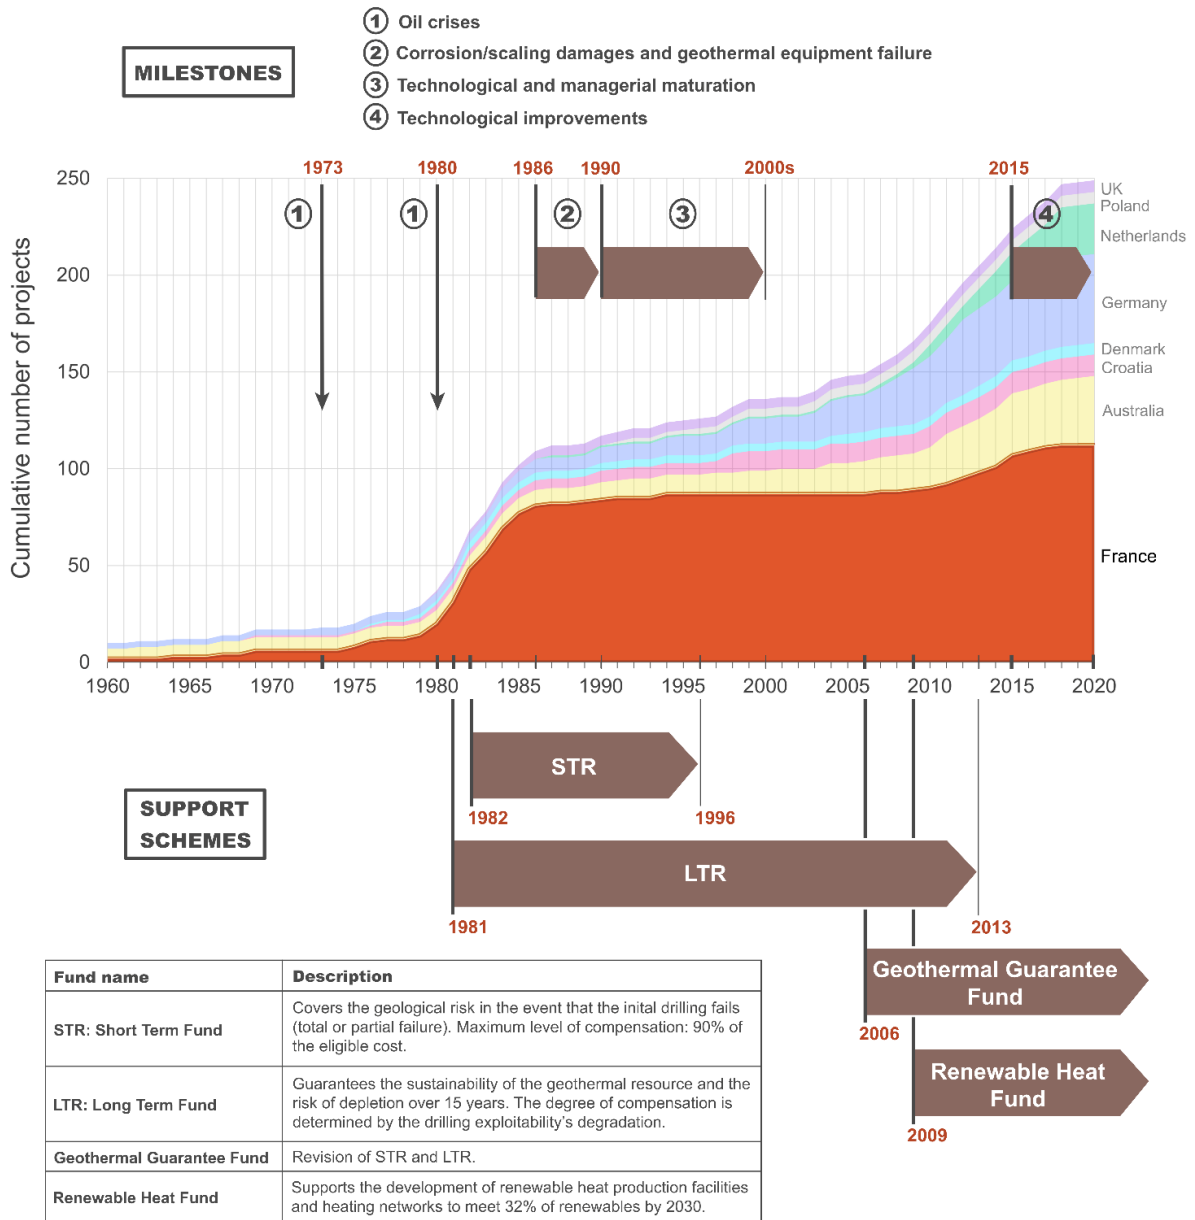 MILESTONES
1 Oil crises
2 Corrosion/scaling damages and geothermal equipment failure
3 Technological and managerial maturation
4 Technological improvements
1973
1980
1986
1990
2000s
2015
1
1
2
3
4
Cumulative number of projects
250
200
150
100
50
0
UK
Poland
Netherlands
Germany
Denmark
Croatia
Australia
France
1960
1965
1970
1975
1980
1985
1990
1995
2000
2005
2010
2015
2020
SUPPORT
SCHEMES
STR
1982
1996
LTR
1981
2013
Geothermal Guarantee
Fund
2006
Renewable Heat
Fund
2009
Fund name
Description
STR: Short Term Fund
Covers the geological risk in the event that the inital drilling fails
(total or partial failure). Maximum level of compensation: 90% of
the eligible cost.
LTR: Long Term Fund
Guarantees the sustainability of the geothermal resource and the
risk of depletion over 15 years. The degree of compensation is
determined by the drilling exploitability's degradation.
Geothermal Guarantee Fund
Revision of STR and LTR.
Renewable Heat Fund
Supports the development of renewable heat production facilities
and heating networks to meet 32% of renewables by 2030.